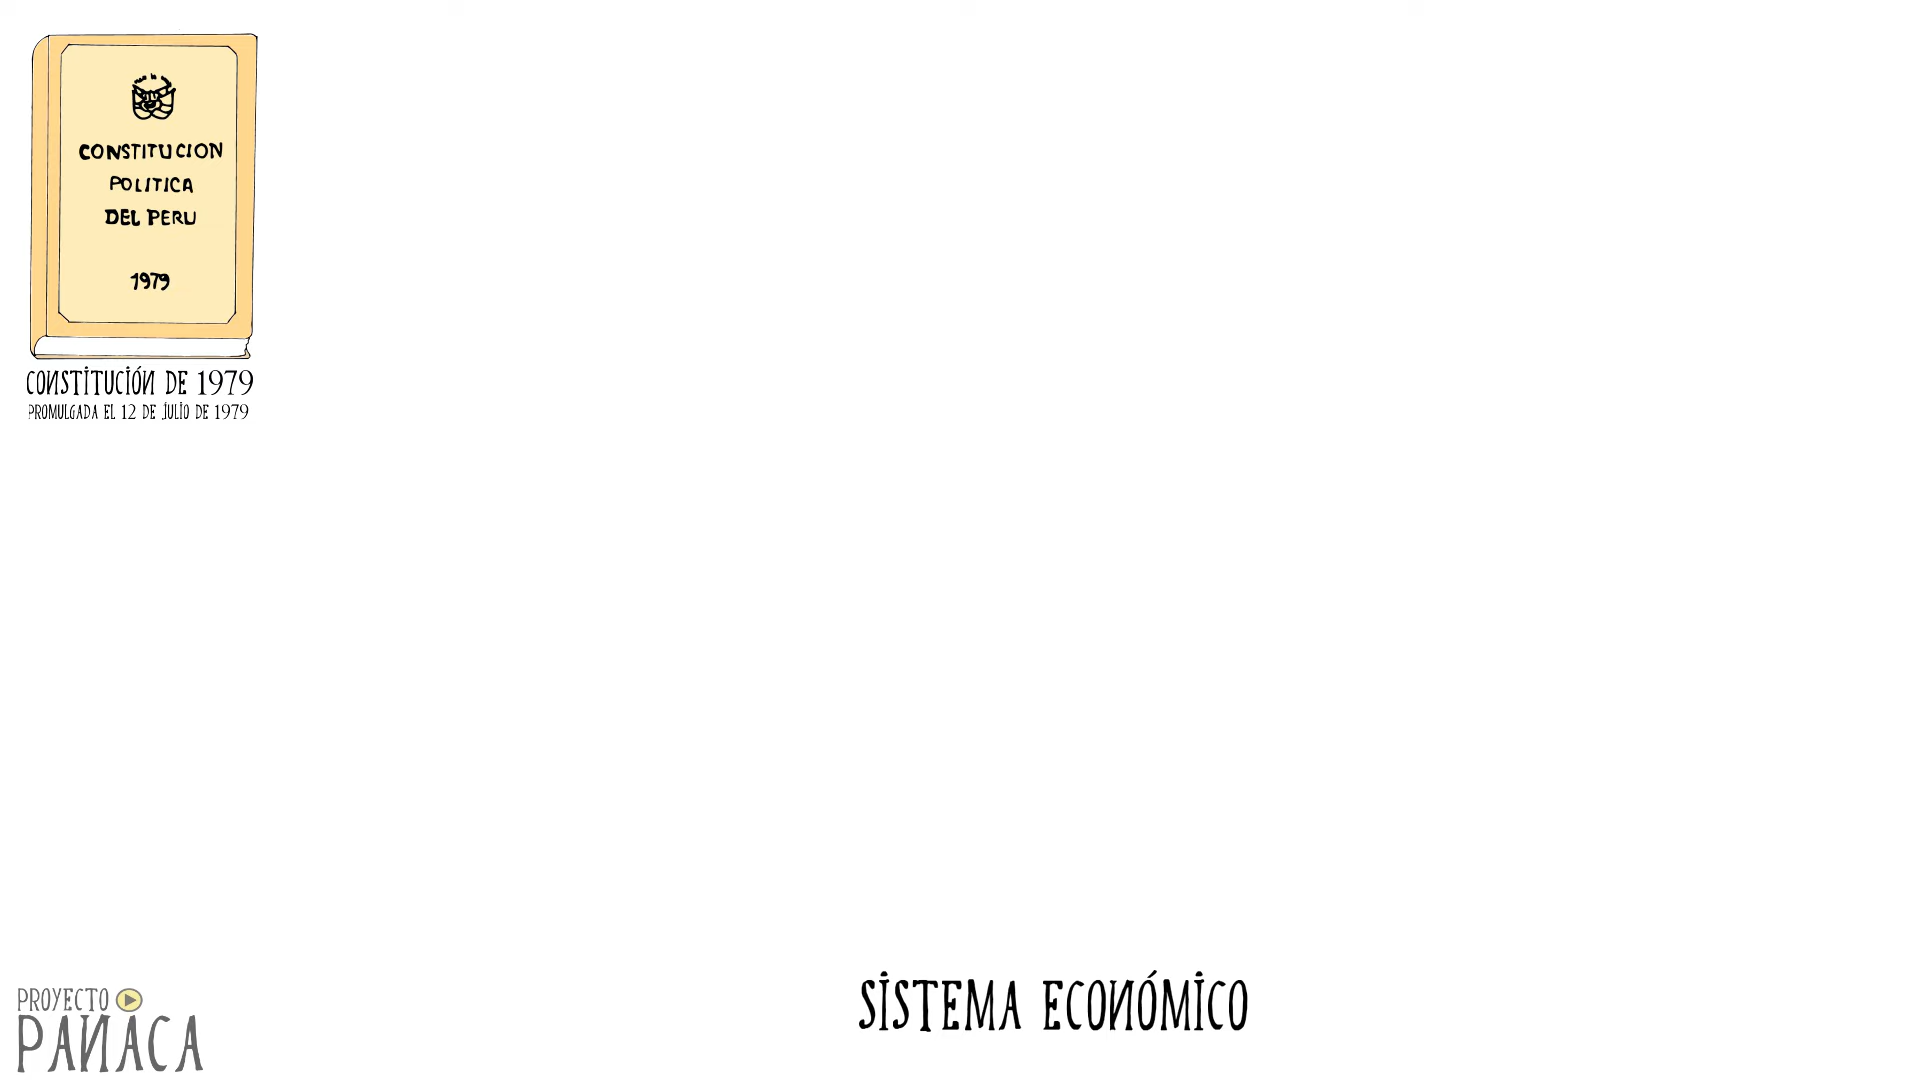 CONSTITUCION
POLITICA
DEL PERU
1979
CONSTITUCIÓN DE 1979
PROMULGADA EL 12 DE JULIO DE 1979
SISTEMA ECONÓMICO
PROYECTO
PANACA